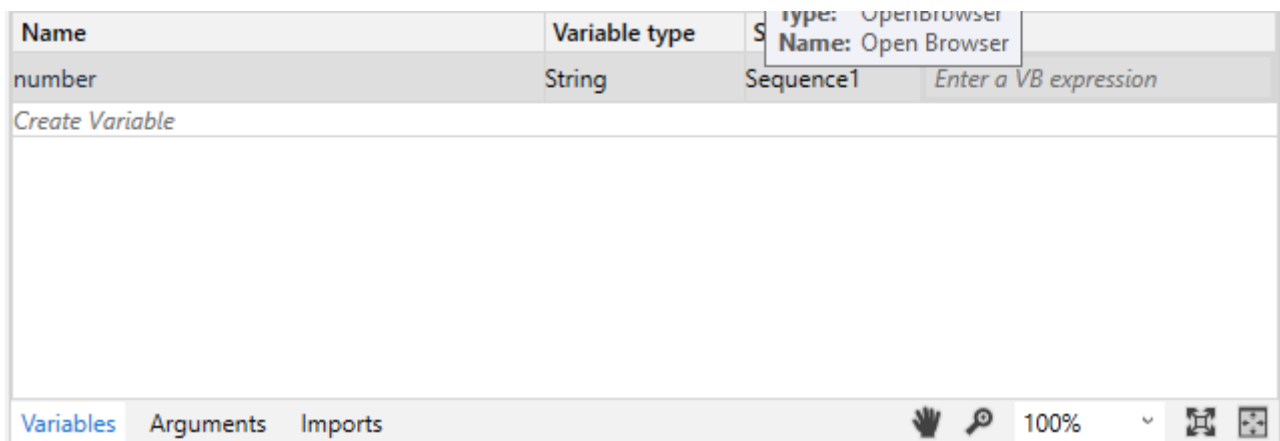 Type: OpenBrowser
Name Variable type S Name: Open Browser
number String Sequence1 Enter a VB expression
Create Variable
Variables Arguments Imports 100%